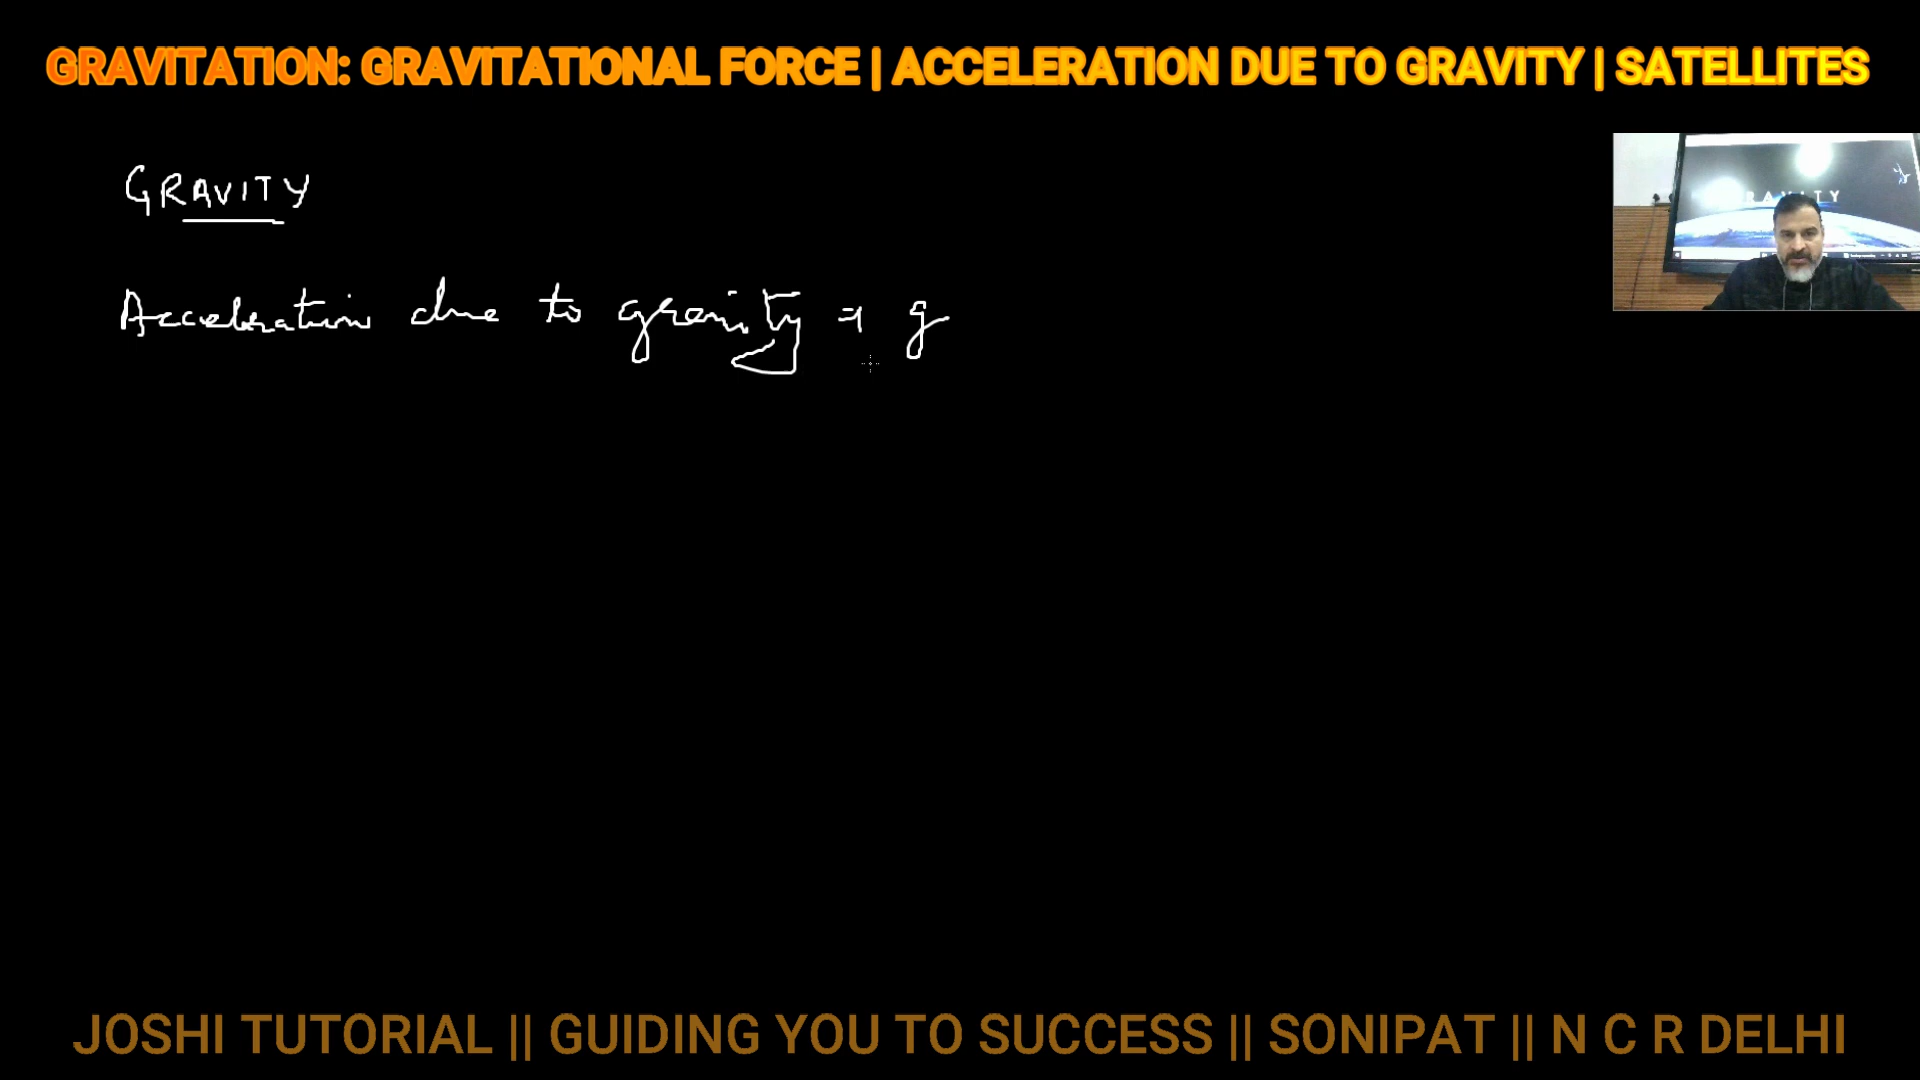 GRAVITATION: GRAVITATIONAL FORCE | ACCELERATION DUE TO GRAVITY | SATELLITES
GRAVITY
RAVITY
Acceleration due to gravity = g
JOSHI TUTORIAL || GUIDING YOU TO SUCCESS || SONIPAT || N C R DELHI